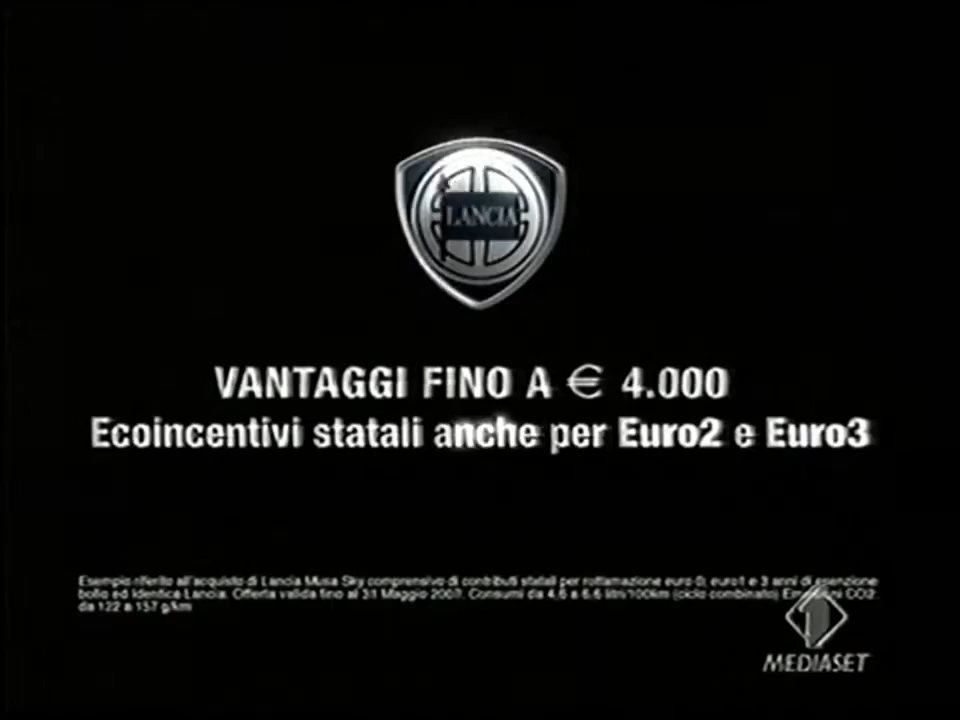 LANCIA
VANTAGGI FINO A € 4.000
Ecoincentivi statali anche per Euro2 e Euro3
Esempio riferito all'acquisto di Lancia Musa Sky comprensivo di contributi statali per rottamazione euro 0, euro1 e 3 anni di esenzione
bollo ed Identica Lancia. Offerta valida fino al 31 Maggio 2007. Consumi da 4,6 a 6,6 litri/100km (ciclo combinato) Emissioni CO2:
da 122 a 157 g/km
1
MEDIASET